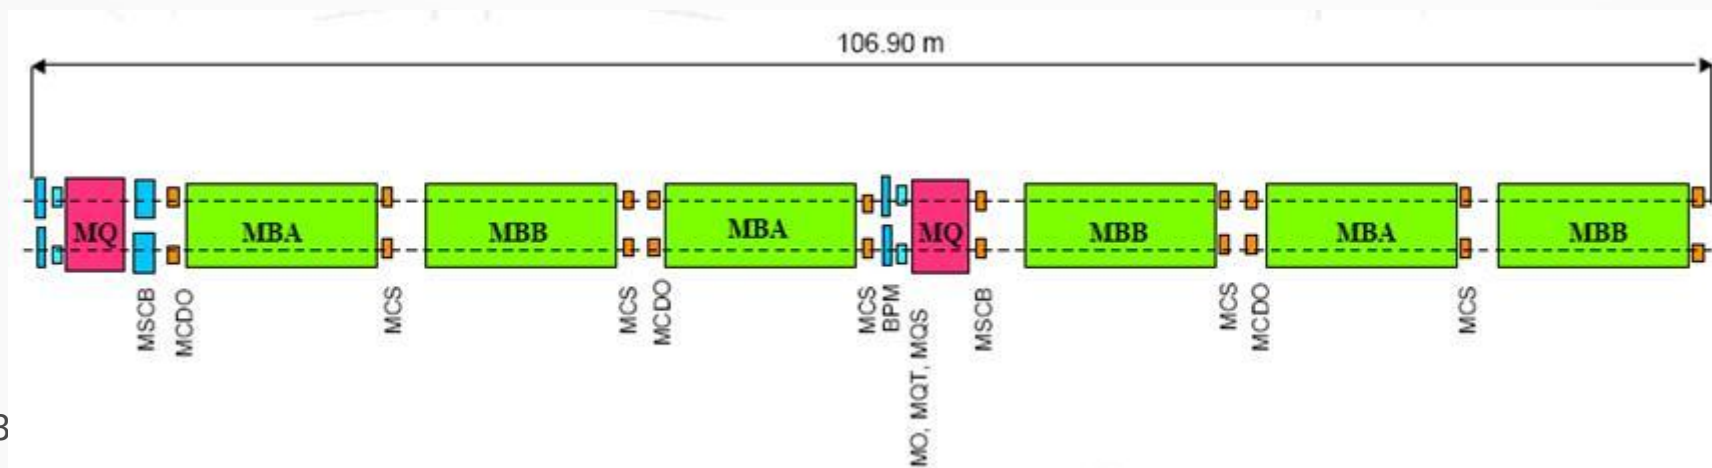 106.90 m
MQ MBA MBB MBA MQ MBB MBA MBB
MSCB
MCDO
MCS
MCS
MCDO
MCS
BPM
MO, MQT, MQS
MSCB
MCS
MCDO
MCS